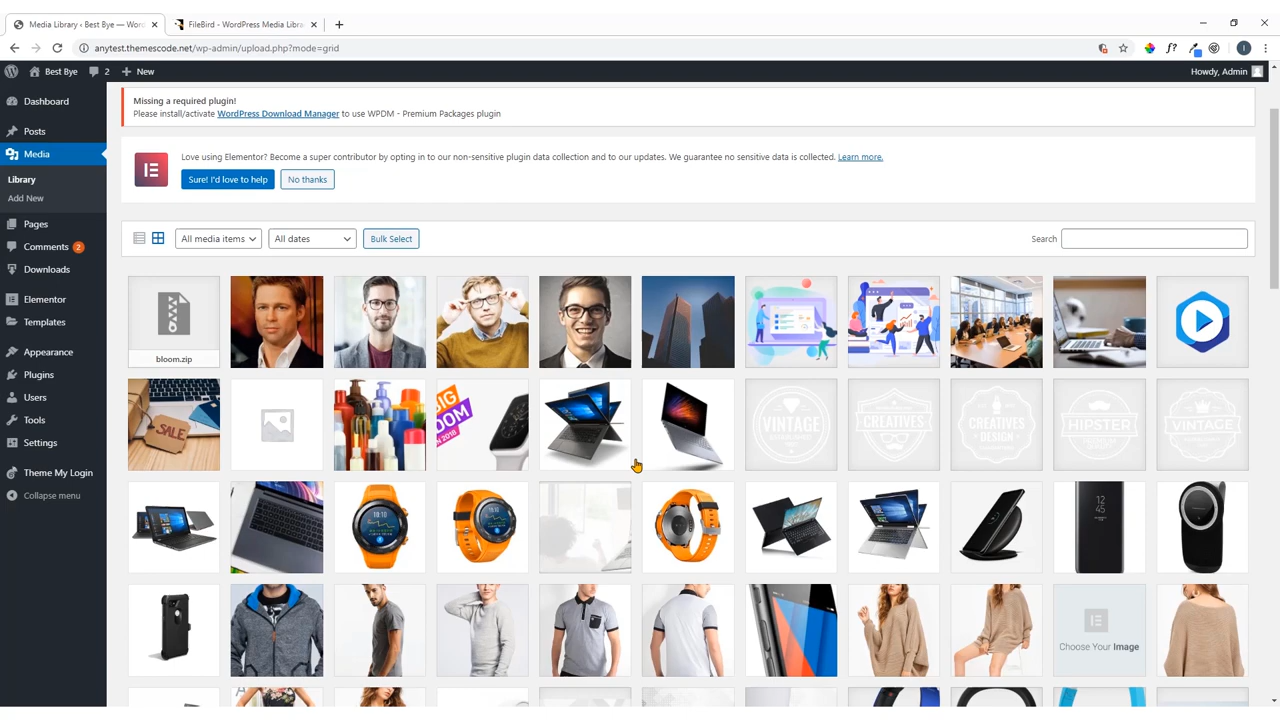 Media Library ‹ Best Bye — Wor
FileBird - WordPress Media Libra
anytest.themescode.net/wp-admin/upload.php?mode=grid
Best Bye
2
New
Howdy, Admin
Dashboard
Posts
Media
Library
Add New
Pages
Comments 2
Downloads
Elementor
Templates
Appearance
Plugins
Users
Tools
Settings
Theme My Login
Collapse menu
Missing a required plugin!
Please install/activate WordPress Download Manager to use WPDM - Premium Packages plugin
Love using Elementor? Become a super contributor by opting in to our non-sensitive plugin data collection and to our updates. We guarantee no sensitive data is collected. Learn more.
Sure! I'd love to help
No thanks
All media items
All dates
Bulk Select
Search
bloom.zip
SALE
BIG
OOM
N 2018
VINTAGE
CREATIVES
CREATIVES
DESIGN
HIPSTER
VINTAGE
12
45
Choose Your Image